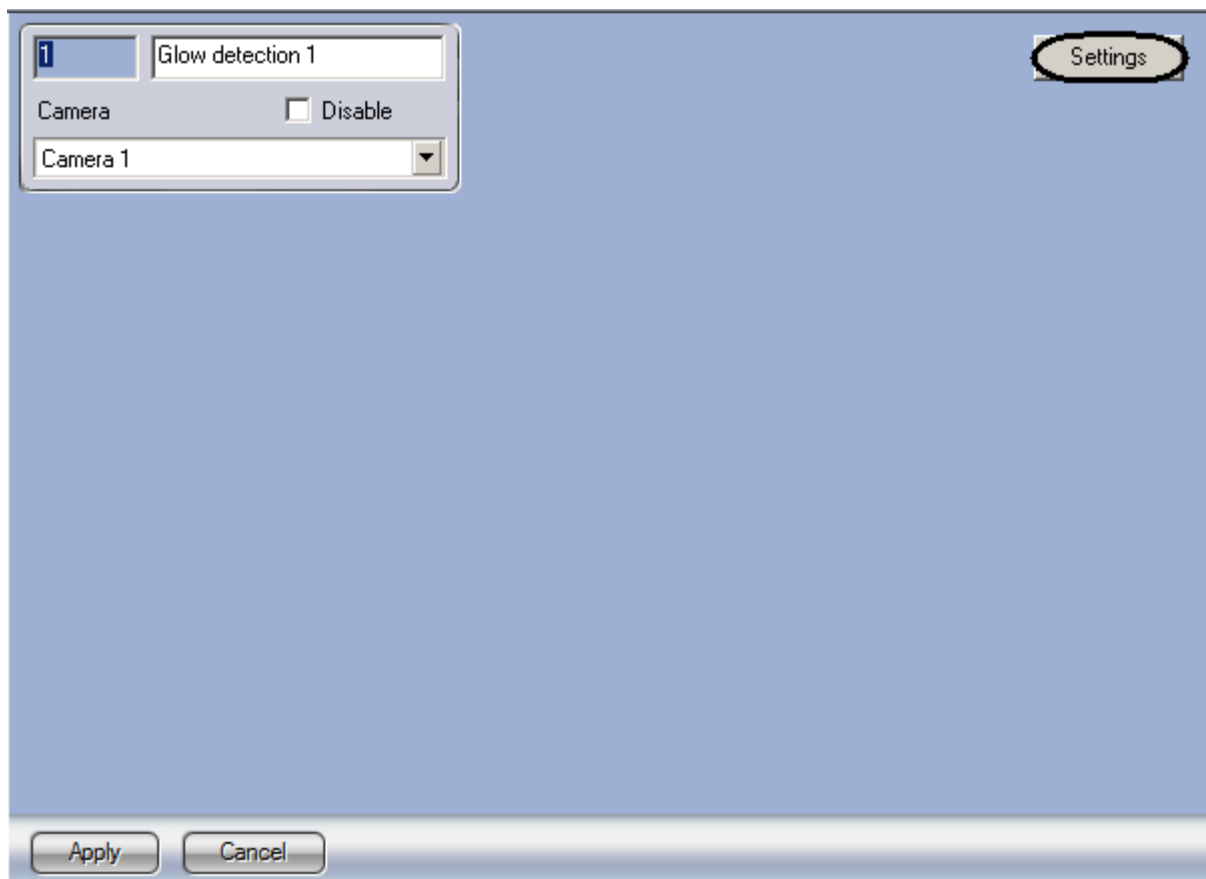 1
Glow detection 1
Settings
Camera
Disable
Camera 1
Apply
Cancel